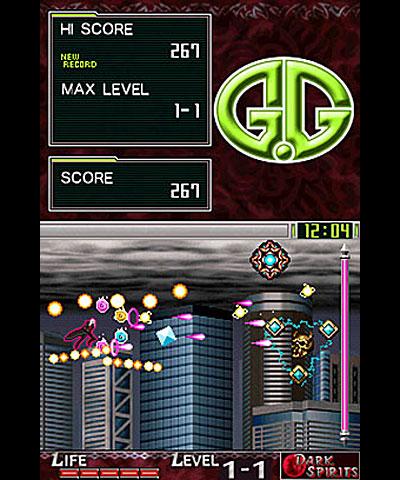 HI SCORE
267
NEW
RECORD
MAX LEVEL
1-1
G.G
SCORE
267
12:04
LIFE
LEVEL 1-1
DARK
SPIRITS